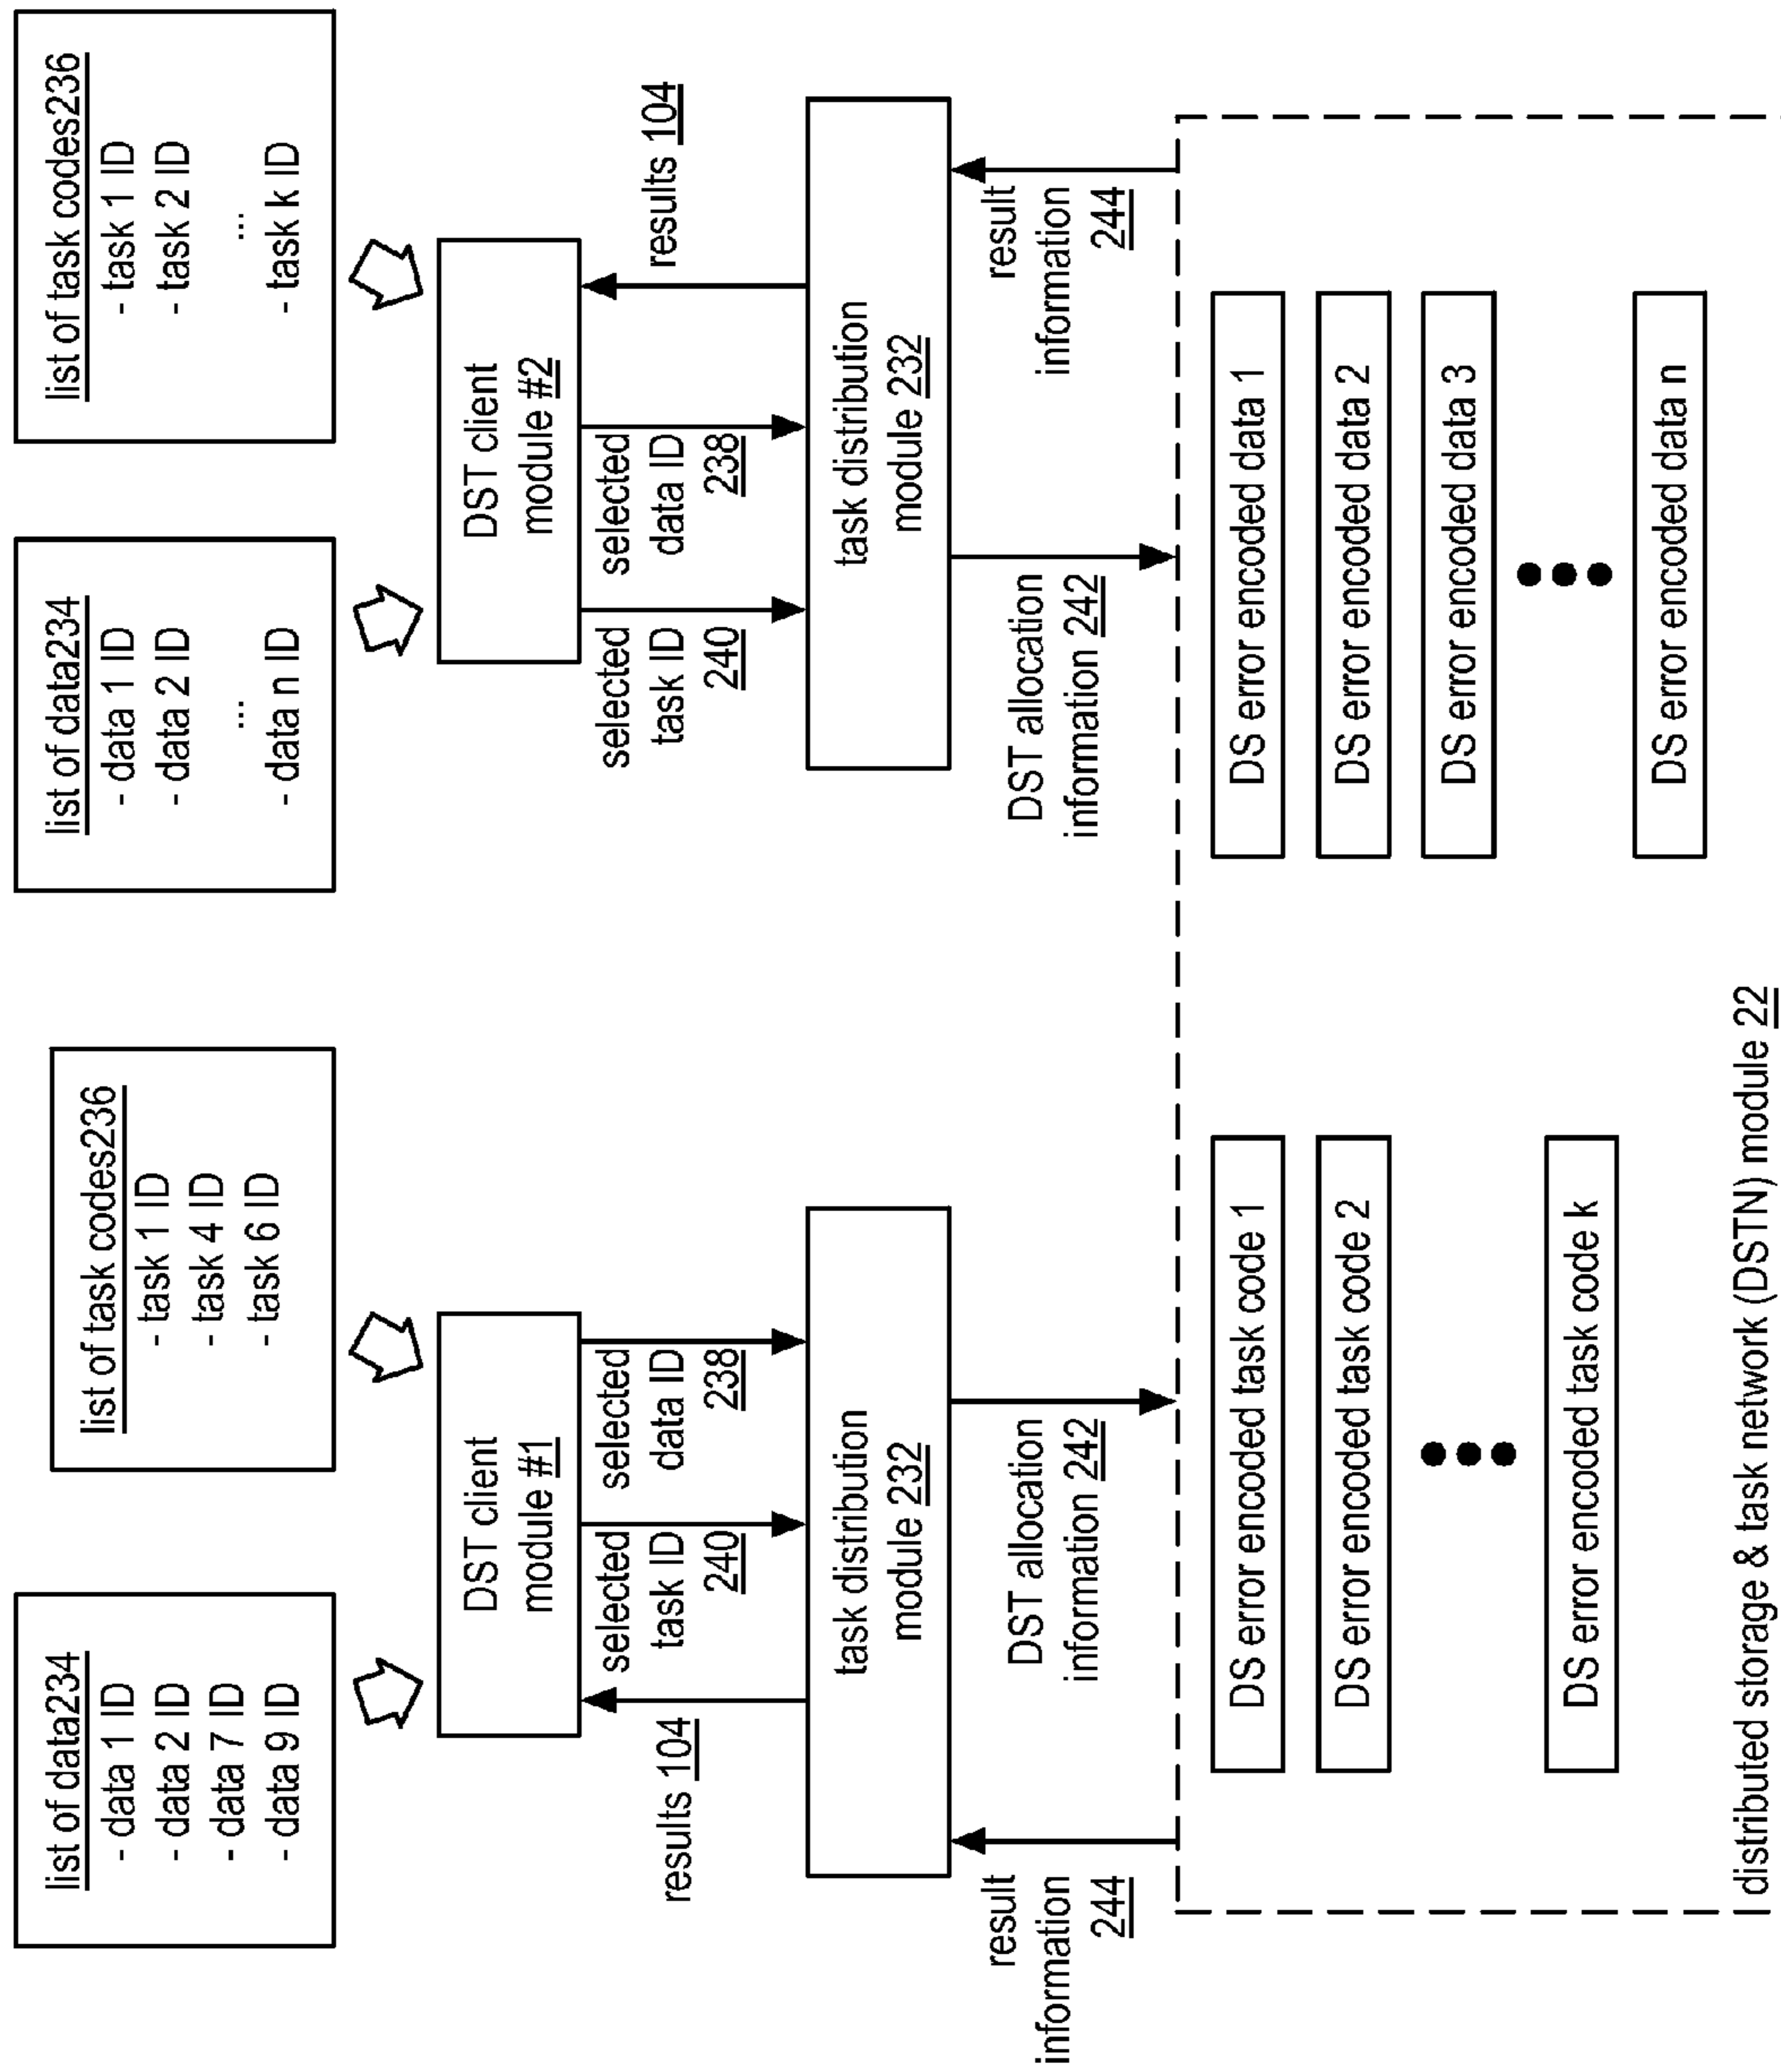 list of data234
- data 1 ID
- data 2 ID
- data 7 ID
- data 9 ID
list of task codes236
- task 1 ID
- task 4 ID
- task 6 ID
list of data234
- data 1 ID
- data 2 ID
...
- data n ID
list of task codes236
- task 1 ID
- task 2 ID
...
- task k ID
DST client
module #1
DST client
module #2
results 104
selected
task ID
240
selected
data ID
238
selected
task ID
240
selected
data ID
238
results 104
task distribution
module 232
task distribution
module 232
result
information
244
DST allocation
information 242
DST allocation
information 242
result
information
244
DS error encoded task code 1
DS error encoded task code 2
DS error encoded task code k
DS error encoded data 1
DS error encoded data 2
DS error encoded data 3
DS error encoded data n
distributed storage & task network (DSTN) module 22